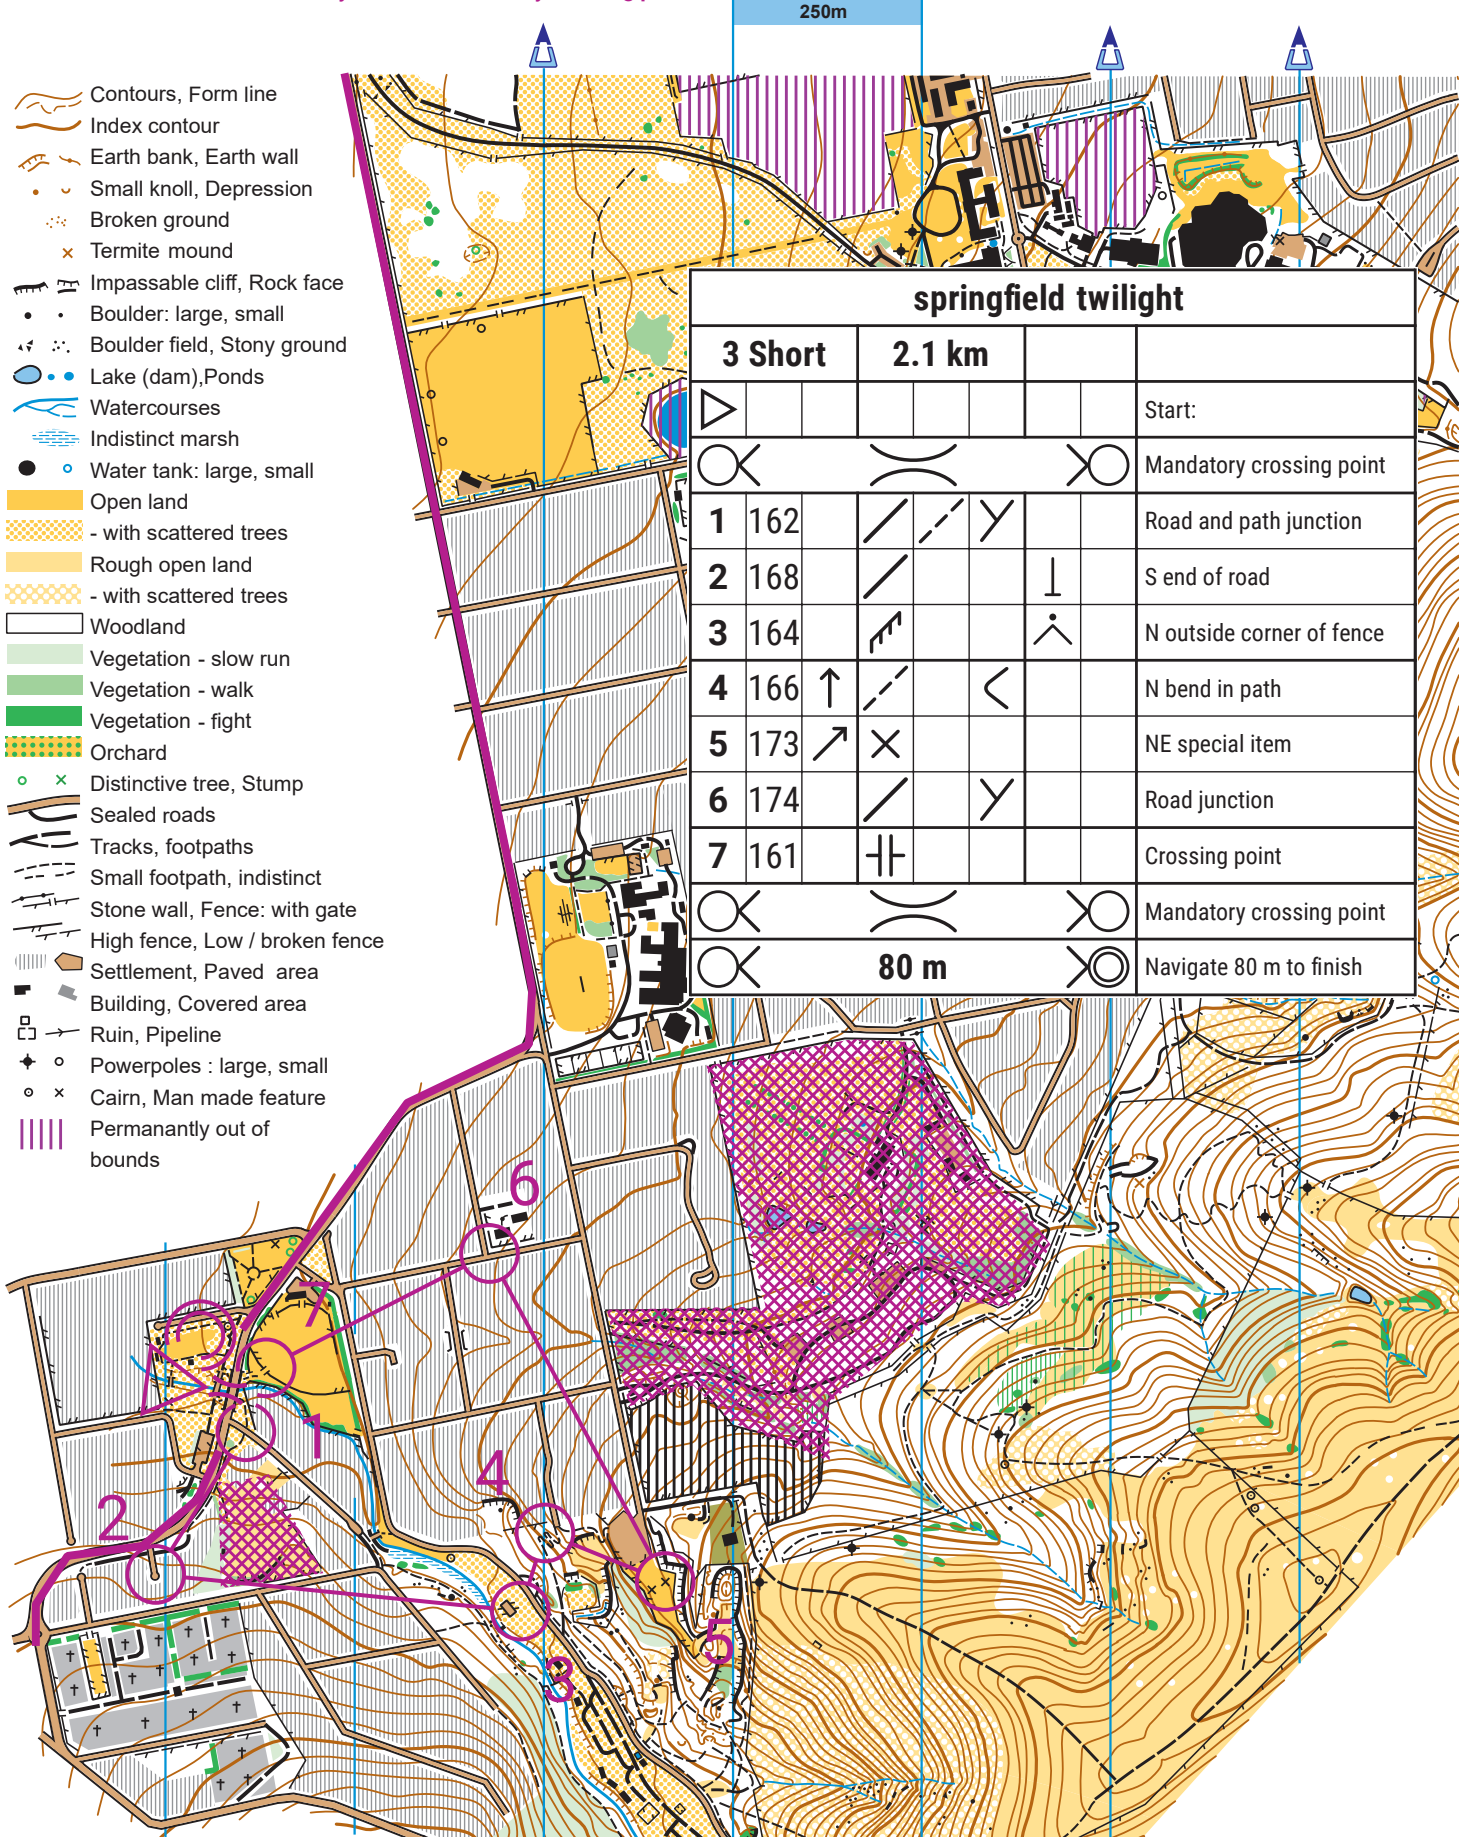 250m
Contours, Form line
Index contour
Earth bank, Earth wall
Small knoll, Depression
Broken ground
Termite mound
Impassable cliff, Rock face
Boulder: large, small
Boulder field, Stony ground
Lake (dam),Ponds
Watercourses
Indistinct marsh
Water tank: large, small
Open land
- with scattered trees
Rough open land
- with scattered trees
Woodland
Vegetation - slow run
Vegetation - walk
Vegetation - fight
Orchard
Distinctive tree, Stump
Sealed roads
Tracks, footpaths
Small footpath, indistinct
Stone wall, Fence: with gate
High fence, Low / broken fence
Settlement, Paved area
Building, Covered area
Ruin, Pipeline
Powerpoles : large, small
Cairn, Man made feature
Permanantly out of
bounds
springfield twilight
3 Short 2.1 km
Start:
Mandatory crossing point
1 162 Road and path junction
2 168 S end of road
3 164 N outside corner of fence
4 166 N bend in path
5 173 NE special item
6 174 Road junction
7 161 Crossing point
Mandatory crossing point
80 m Navigate 80 m to finish
6
7
1
4
2
5
3